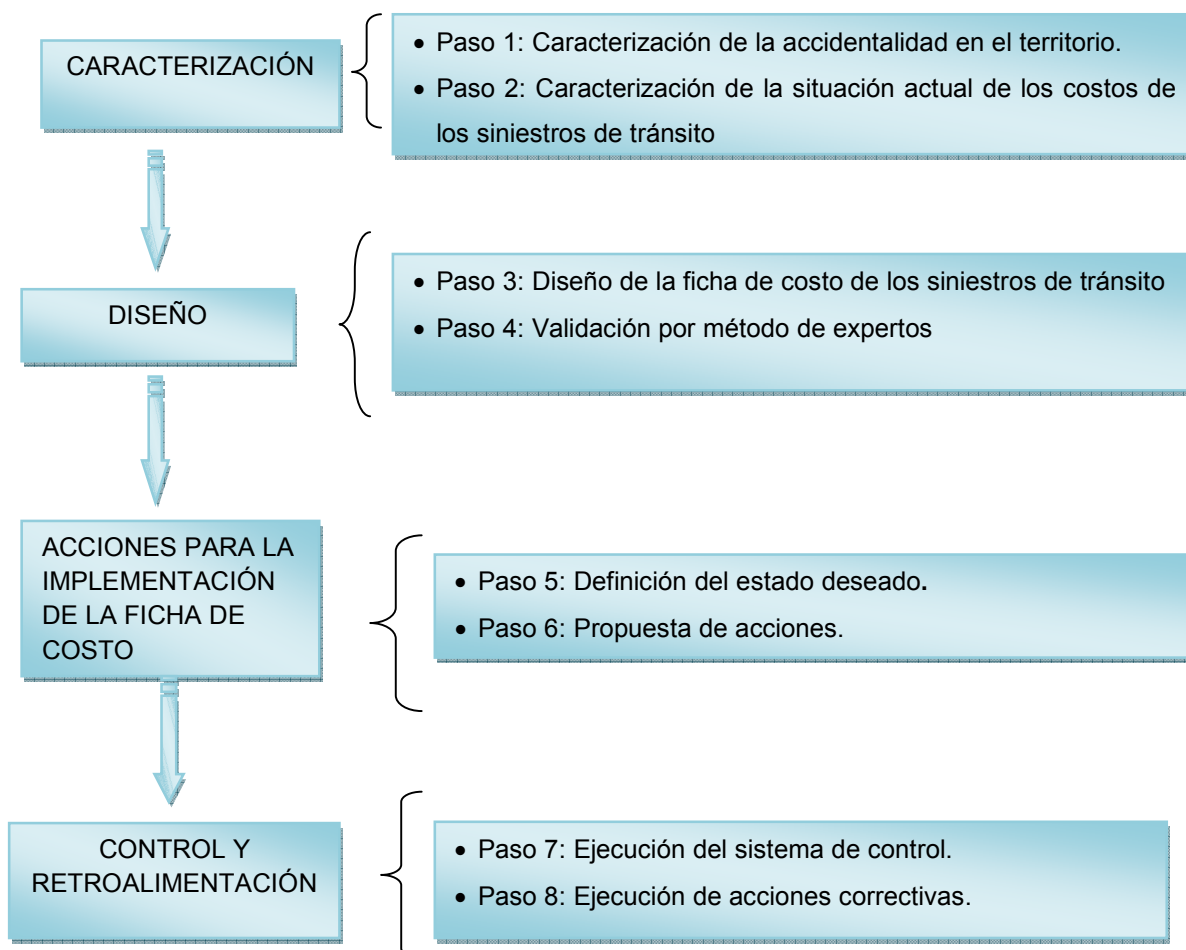 CARACTERIZACIÓN
• Paso 1: Caracterización de la accidentalidad en el territorio.
• Paso 2: Caracterización de la situación actual de los costos de
los siniestros de tránsito
DISEÑO
• Paso 3: Diseño de la ficha de costo de los siniestros de tránsito
• Paso 4: Validación por método de expertos
ACCIONES PARA LA
IMPLEMENTACIÓN
DE LA FICHA DE
COSTO
• Paso 5: Definición del estado deseado.
• Paso 6: Propuesta de acciones.
CONTROL Y
RETROALIMENTACIÓN
• Paso 7: Ejecución del sistema de control.
• Paso 8: Ejecución de acciones correctivas.